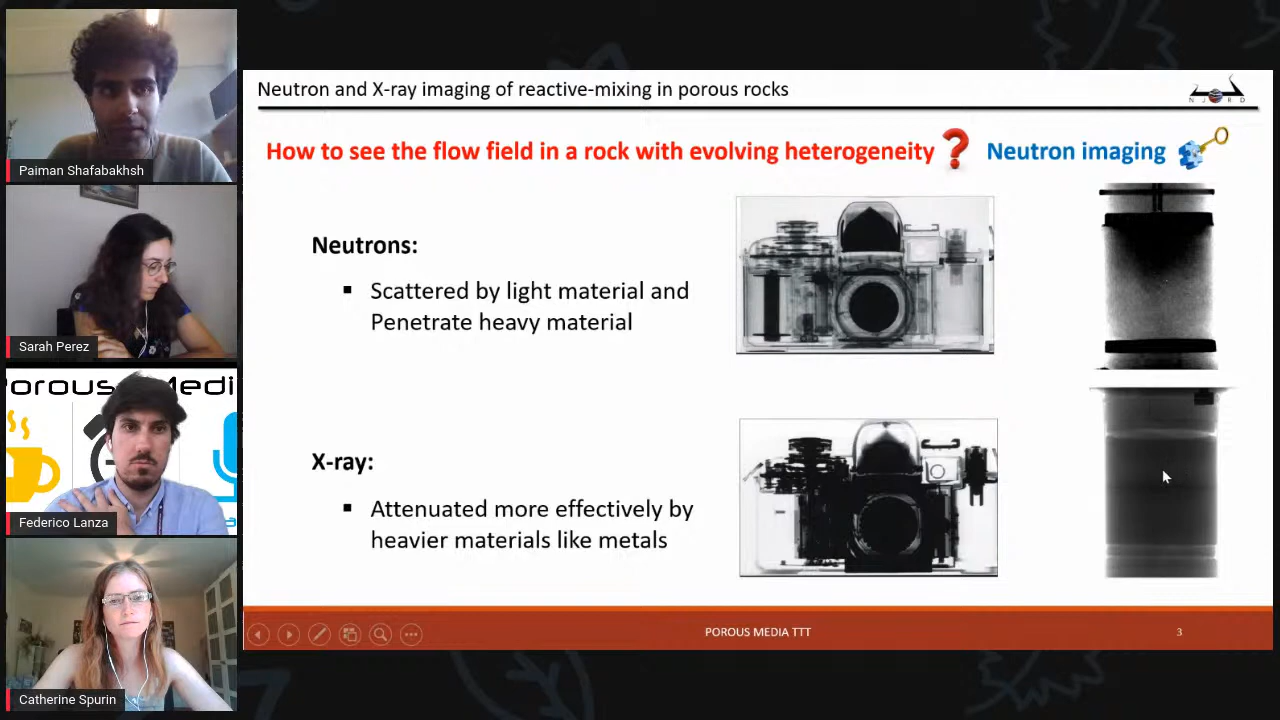 Paiman Shafabakhsh
Sarah Perez
Porous Medi
Federico Lanza
Catherine Spurin
Neutron and X-ray imaging of reactive-mixing in porous rocks
NJORD
How to see the flow field in a rock with evolving heterogeneity
Neutron imaging
Neutrons:
▪ Scattered by light material and
Penetrate heavy material
X-ray:
▪ Attenuated more effectively by
heavier materials like metals
POROUS MEDIA TTT
3